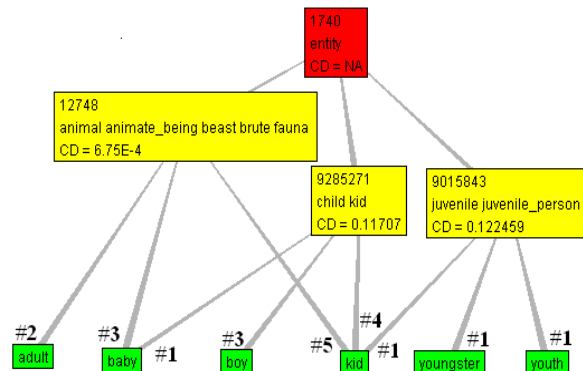 1740
entity
CD = NA
12748
animal animate_being beast brute fauna
CD = 6.75E-4
9285271
child kid
CD = 0.11707
9015843
juvenile juvenile_person
CD = 0.122459
#2
#3
#1
#3
#5
#4
#1
#1
#1
adult
baby
boy
kid
youngster
youth